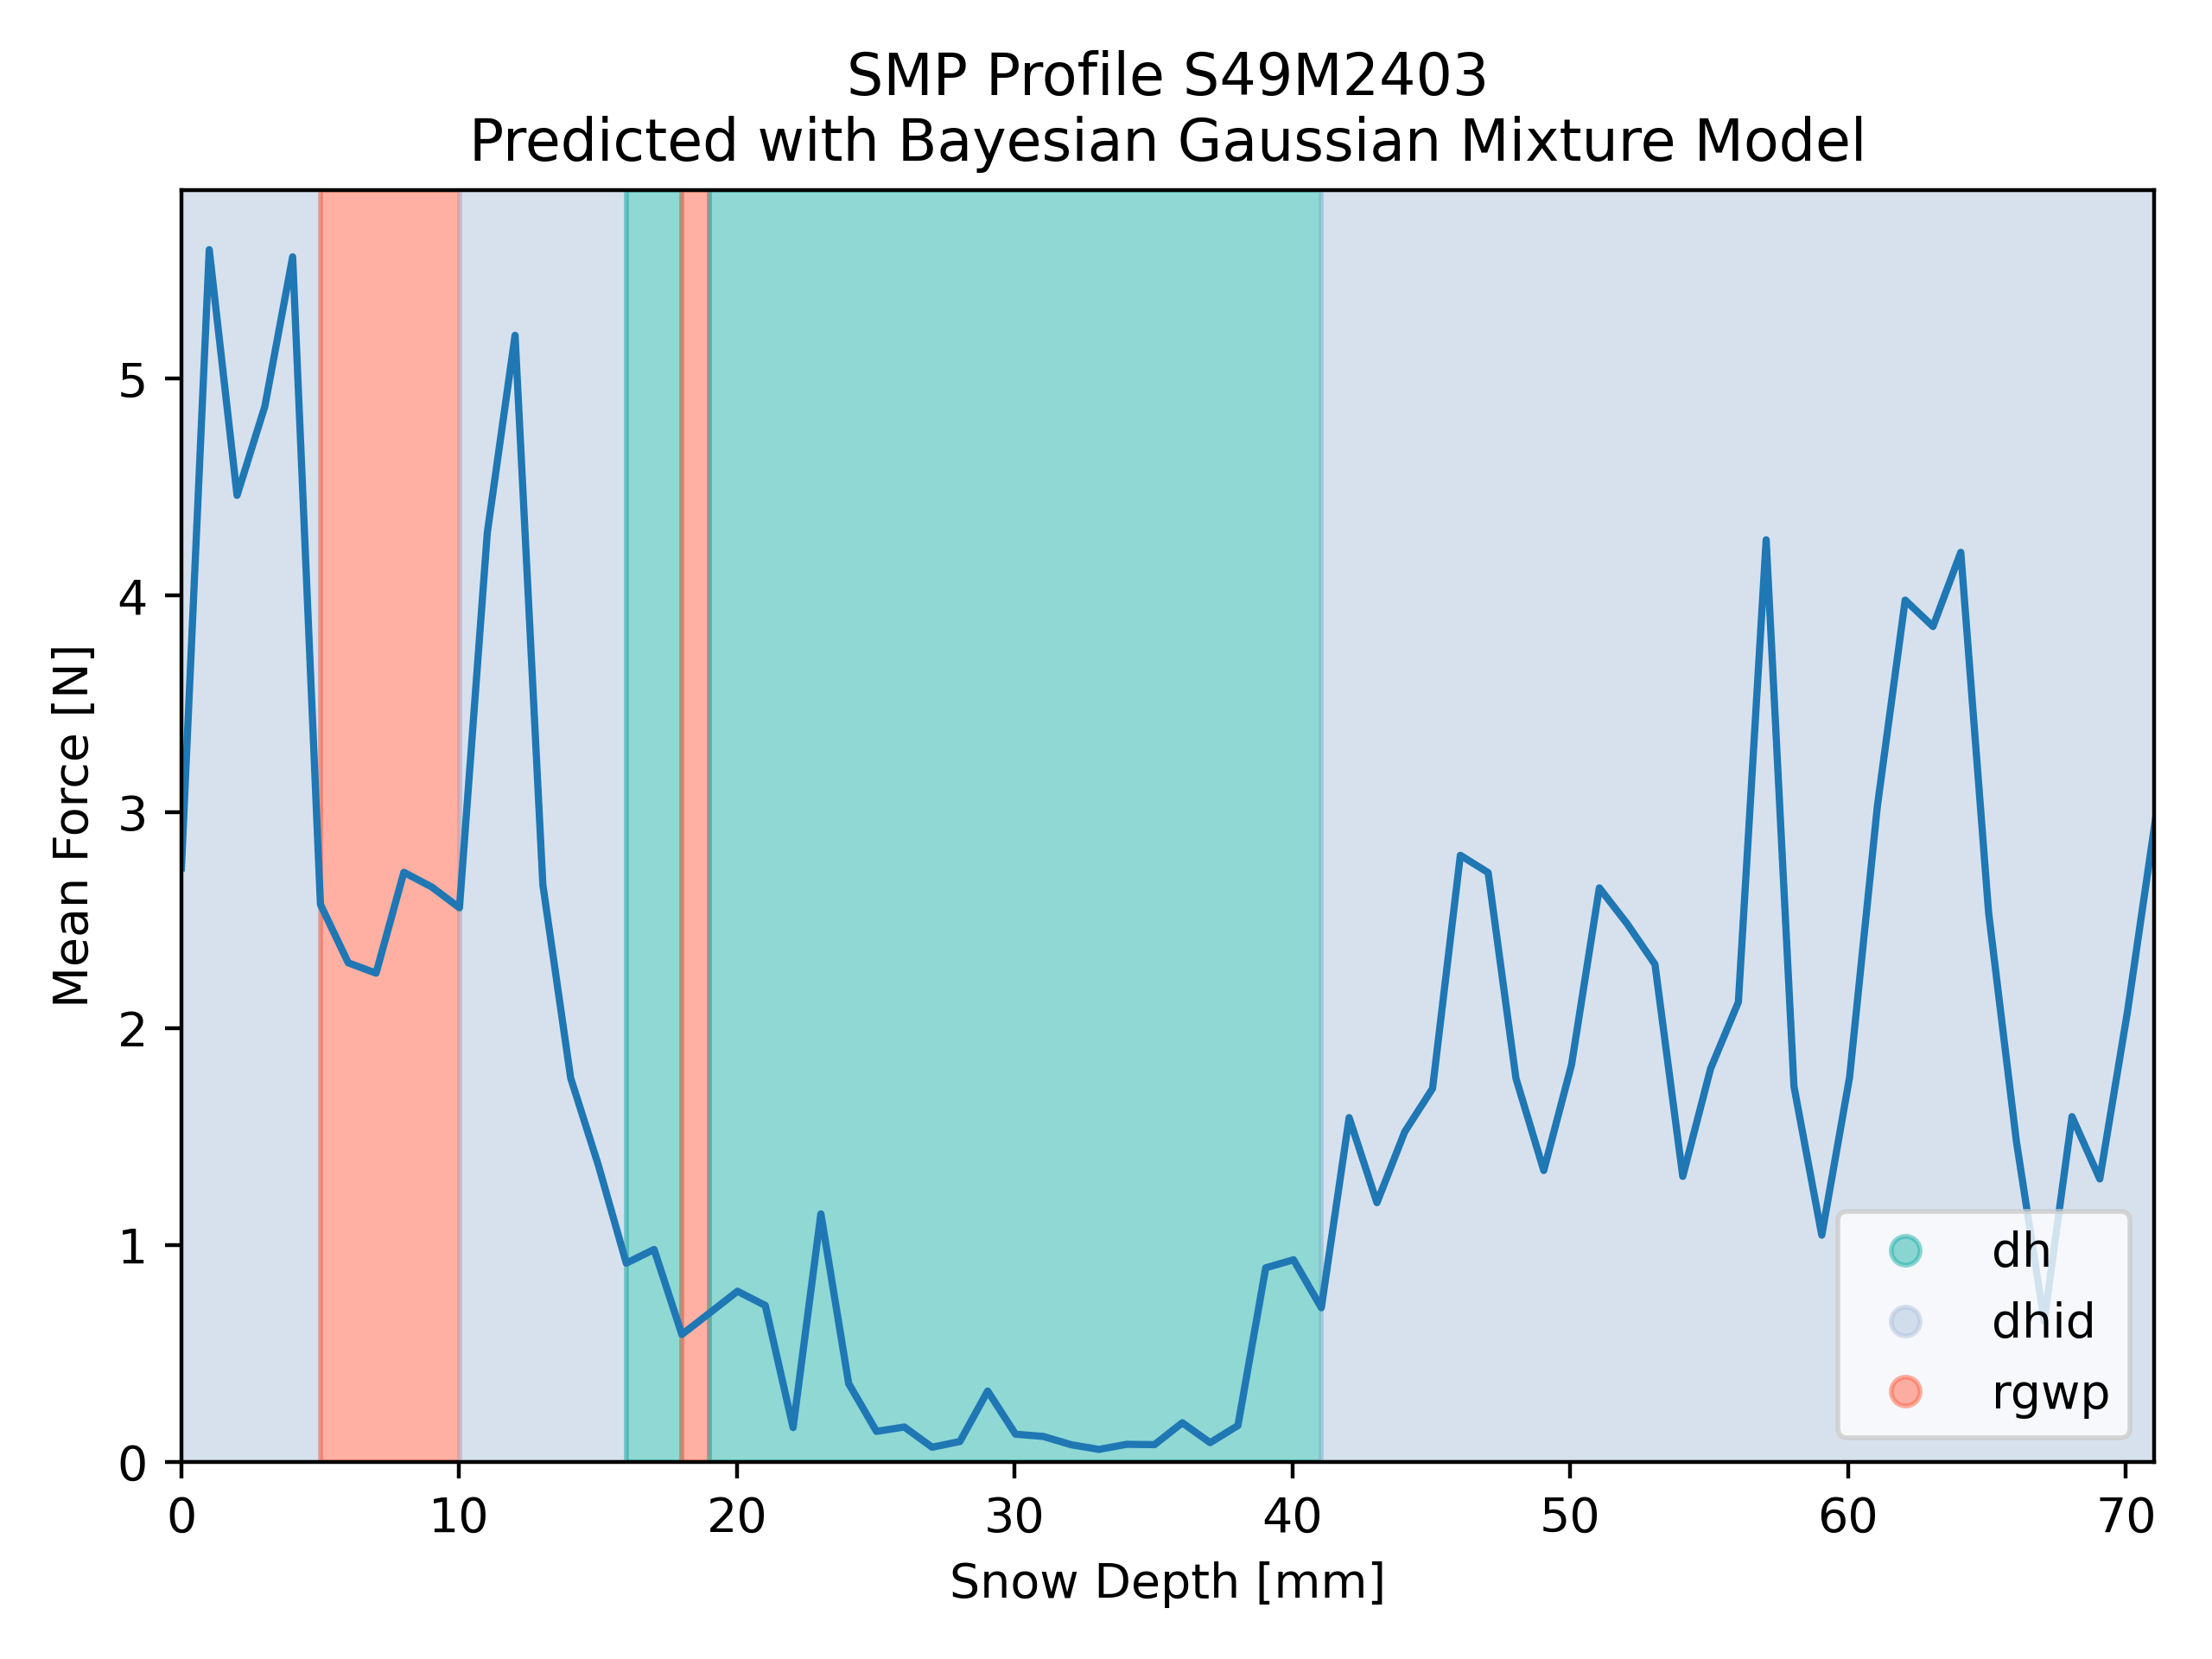 SMP Profile S49M2403
Predicted with Bayesian Gaussian Mixture Model
Mean Force [N]
5
4
3
2
1
0
0 10 20 30 40 50 60 70
Snow Depth [mm]
dh
dhid
rgwp